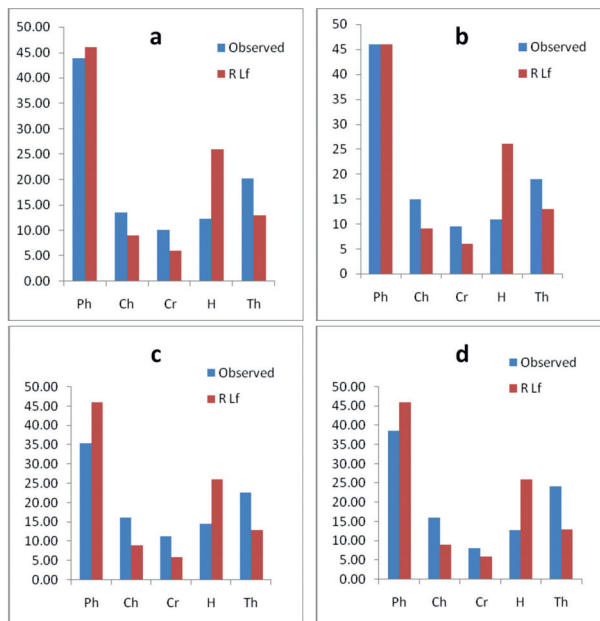 a
Observed
R Lf
50.00
45.00
40.00
35.00
30.00
25.00
20.00
15.00
10.00
5.00
0.00
Ph Ch Cr H Th
b
Observed
R Lf
50
45
40
35
30
25
20
15
10
5
0
Ph Ch Cr H Th
c
Observed
R Lf
50.00
45.00
40.00
35.00
30.00
25.00
20.00
15.00
10.00
5.00
0.00
Ph Ch Cr H Th
d
Observed
R Lf
50.00
45.00
40.00
35.00
30.00
25.00
20.00
15.00
10.00
5.00
0.00
Ph Ch Cr H Th